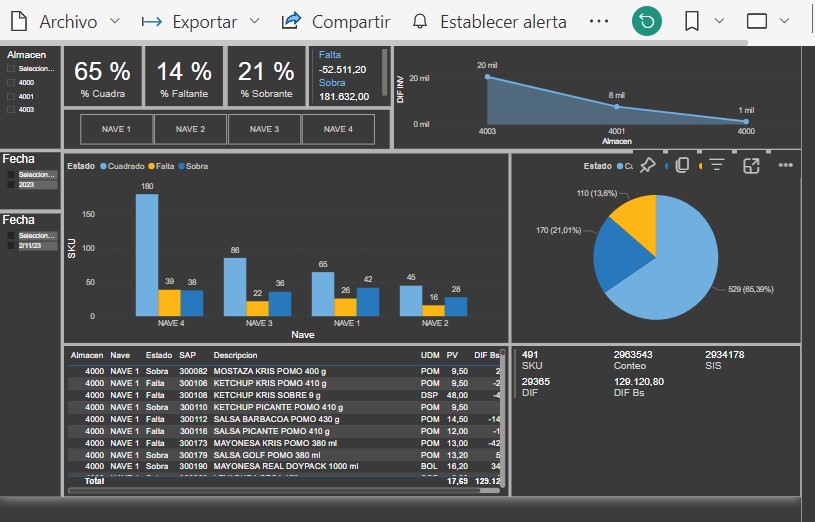 Archivo Exportar Compartir Establecer alerta ...
Almacen
Seleccion...
4000
4001
4003
65 % 14 % 21 %
% Cuadra % Faltante % Sobrante
Falta
-52.511,20
Sobra
181.632,00
NAVE 1 NAVE 2 NAVE 3 NAVE 4
DIF INV
20 mil
0 mil
20 mil
8 mil
1 mil
4003 4001 4000
Almacen
Fecha
Seleccion...
2023
Fecha
Seleccion...
2/11/23
Estado Cuadrado Falta Sobra
SKU
150
100
50
0
180 39 38
86 22 36
65 26 42
45 16 28
NAVE 4 NAVE 3 NAVE 1 NAVE 2
Nave
Estado
110 (13,6%)
170 (21,01%)
529 (65,39%)
Almacen Nave Estado SAP Descripcion UDM PV DIF Bs
4000 NAVE 1 Sobra 300082 MOSTAZA KRIS POMO 400 g POM 9,50 2
4000 NAVE 1 Falta 300106 KETCHUP KRIS POMO 410 g POM 9,50 -2
4000 NAVE 1 Falta 300108 KETCHUP KRIS SOBRE 9 g DSP 48,00 -4
4000 NAVE 1 Sobra 300110 KETCHUP PICANTE POMO 410 g POM 9,50
4000 NAVE 1 Falta 300112 SALSA BARBACOA POMO 430 g POM 14,50 -14
4000 NAVE 1 Falta 300116 SALSA PICANTE POMO 410 g POM 12,00 -1
4000 NAVE 1 Falta 300173 MAYONESA KRIS POMO 380 ml POM 13,00 -42
4000 NAVE 1 Sobra 300179 SALSA GOLF POMO 380 ml POM 13,20 5
4000 NAVE 1 Sobra 300190 MAYONESA REAL DOYPACK 1000 ml BOL 16,20 34
Total 17,69 129.12
491 2963543 2934178
SKU Conteo SIS
29365 129.120,80
DIF DIF Bs